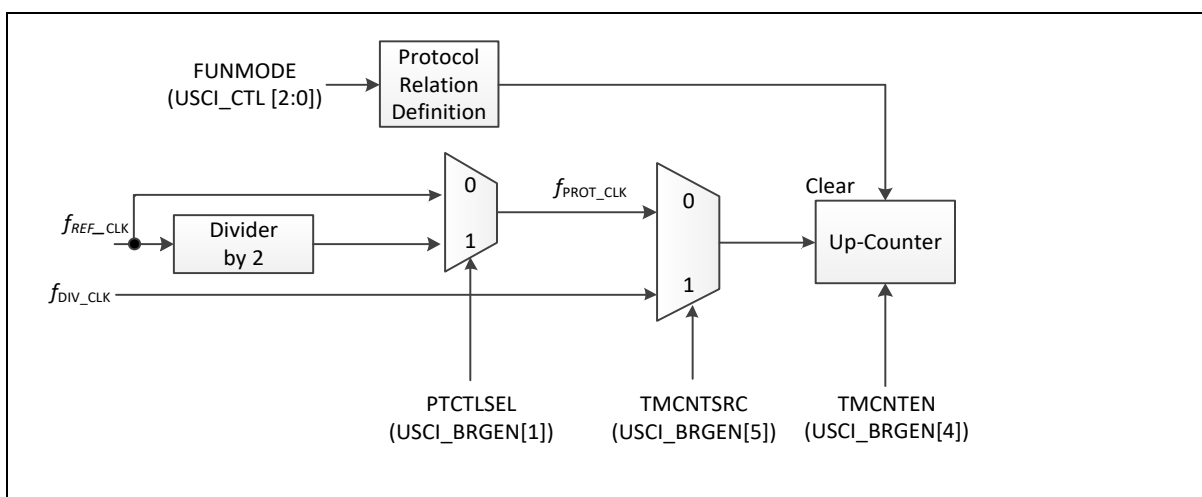 Protocol
Relation
Definition
FUNMODE
(USCI_CTL [2:0])
0
fPROT_CLK
0
Clear
fREF_CLK
Divider
by 2
1
Up-Counter
fDIV_CLK
1
PTCTLSEL
(USCI_BRGEN[1])
TMCNTSRC
(USCI_BRGEN[5])
TMCNTEN
(USCI_BRGEN[4])